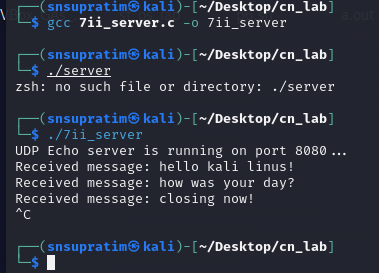 a.out
┌──(snsupratim㉿kali)-[~/Desktop/cn_lab]
└─$ gcc 7ii_server.c -o 7ii_server
┌──(snsupratim㉿kali)-[~/Desktop/cn_lab]
└─$ ./server
zsh: no such file or directory: ./server
┌──(snsupratim㉿kali)-[~/Desktop/cn_lab]
└─$ ./7ii_server
UDP Echo server is running on port 8080...
Received message: hello kali linus!
Received message: how was your day?
Received message: closing now!
^C
┌──(snsupratim㉿kali)-[~/Desktop/cn_lab]
└─$